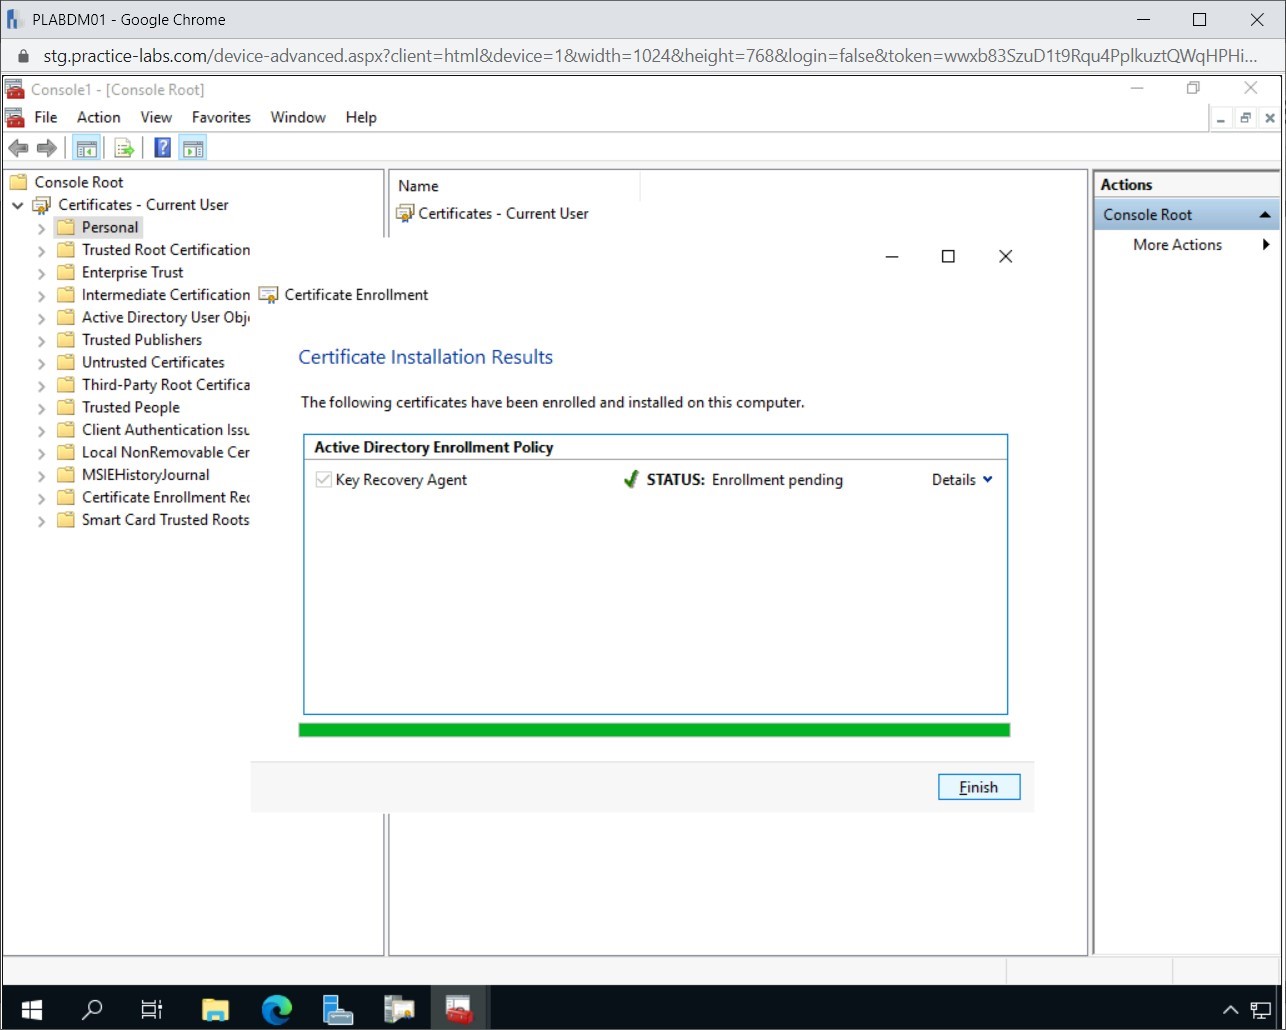 PLABDM01 - Google Chrome
stg.practice-labs.com/device-advanced.aspx?client=html&device=1&width=1024&height=768&login=false&token=wwxb83SzuD1t9Rqu4PplkuztQWqHPHi...
Console1 - [Console Root]
File Action View Favorites Window Help
Console Root
Certificates - Current User
Personal
Trusted Root Certification
Enterprise Trust
Intermediate Certification
Active Directory User Obj
Trusted Publishers
Untrusted Certificates
Third-Party Root Certifica
Trusted People
Client Authentication Issu
Local NonRemovable Cer
MSIEHistoryJournal
Certificate Enrollment Rec
Smart Card Trusted Roots
Name
Certificates - Current User
Actions
Console Root
More Actions
Certificate Enrollment
Certificate Installation Results
The following certificates have been enrolled and installed on this computer.
Active Directory Enrollment Policy
Key Recovery Agent STATUS: Enrollment pending Details
Finish